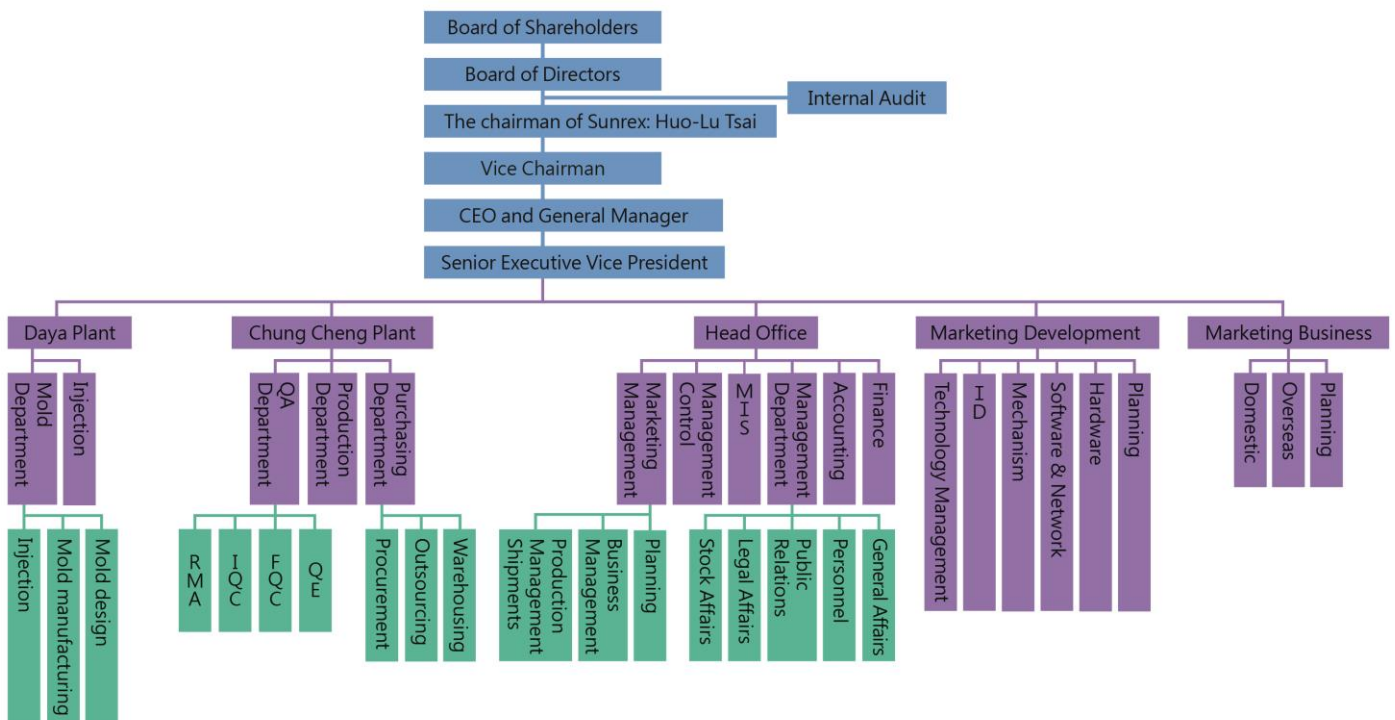 Board of Shareholders
Board of Directors
Internal Audit
The chairman of Sunrex: Huo-Lu Tsai
Vice Chairman
CEO and General Manager
Senior Executive Vice President
Daya Plant
Chung Cheng Plant
Head Office
Marketing Development
Marketing Business
Mold
Department
Injection
QA
Department
Production
Department
Purchasing
Department
Marketing
Management
Management
Control
MIS
Management
Department
Accounting
Finance
Technology Management
ID
Mechanism
Software & Network
Hardware
Planning
Domestic
Overseas
Planning
Injection
Mold manufacturing
Mold design
RMA
IQC
FQC
QE
Procurement
Outsourcing
Warehousing
Production
Management
Shipments
Business
Management
Planning
Stock Affairs
Legal Affairs
Public
Relations
Personnel
General Affairs